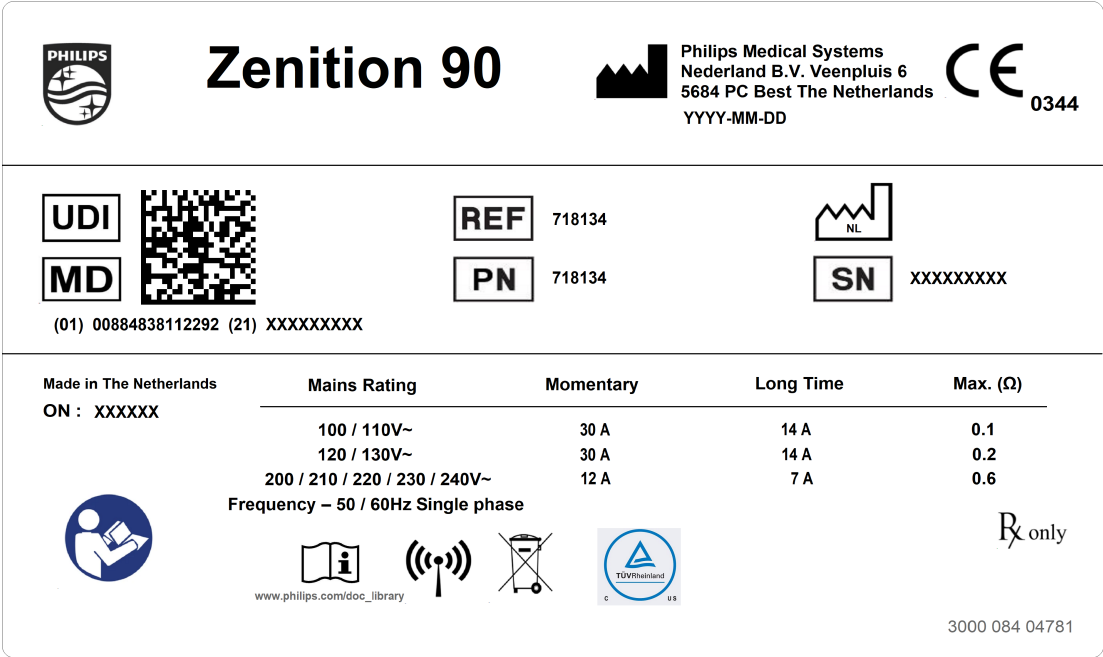 PHILIPS
Zenition 90
Philips Medical Systems
Nederland B.V. Veenpluis 6
5684 PC Best The Netherlands
YYYY-MM-DD
CE
0344
UDI
MD
(01) 00884838112292 (21) XXXXXXXXX
REF 718134
PN 718134
NL
SN XXXXXXXXX
Made in The Netherlands
ON : XXXXXX
Mains Rating Momentary Long Time Max. (Ω)
100 / 110V~ 30 A 14 A 0.1
120 / 130V~ 30 A 14 A 0.2
200 / 210 / 220 / 230 / 240V~ 12 A 7 A 0.6
Frequency – 50 / 60Hz Single phase
i
www.philips.com/doc_library
TÜVRheinland
C US
Rx only
3000 084 04781